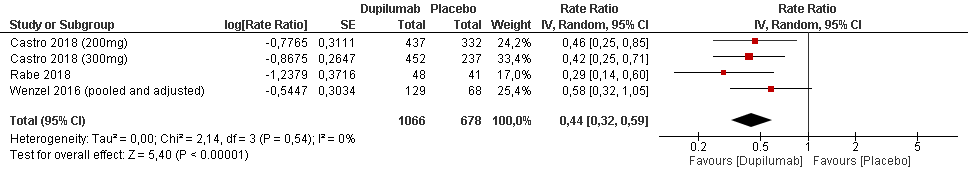 Dupilumab Placebo Rate Ratio Rate Ratio
Study or Subgroup log[Rate Ratio] SE Total Total Weight IV, Random, 95% CI IV, Random, 95% CI
Castro 2018 (200mg) -0,7765 0,3111 437 332 24,2% 0,46 [0,25, 0,85]
Castro 2018 (300mg) -0,8675 0,2647 452 237 33,4% 0,42 [0,25, 0,71]
Rabe 2018 -1,2379 0,3716 48 41 17,0% 0,29 [0,14, 0,60]
Wenzel 2016 (pooled and adjusted) -0,5447 0,3034 129 68 25,4% 0,58 [0,32, 1,05]
Total (95% CI) 1066 678 100,0% 0,44 [0,32, 0,59]
Heterogeneity: Tau² = 0,00; Chi² = 2,14, df = 3 (P = 0,54); I² = 0%
Test for overall effect: Z = 5,40 (P < 0.00001)
0.2 0.5 1 2 5
Favours [Dupilumab] Favours [Placebo]